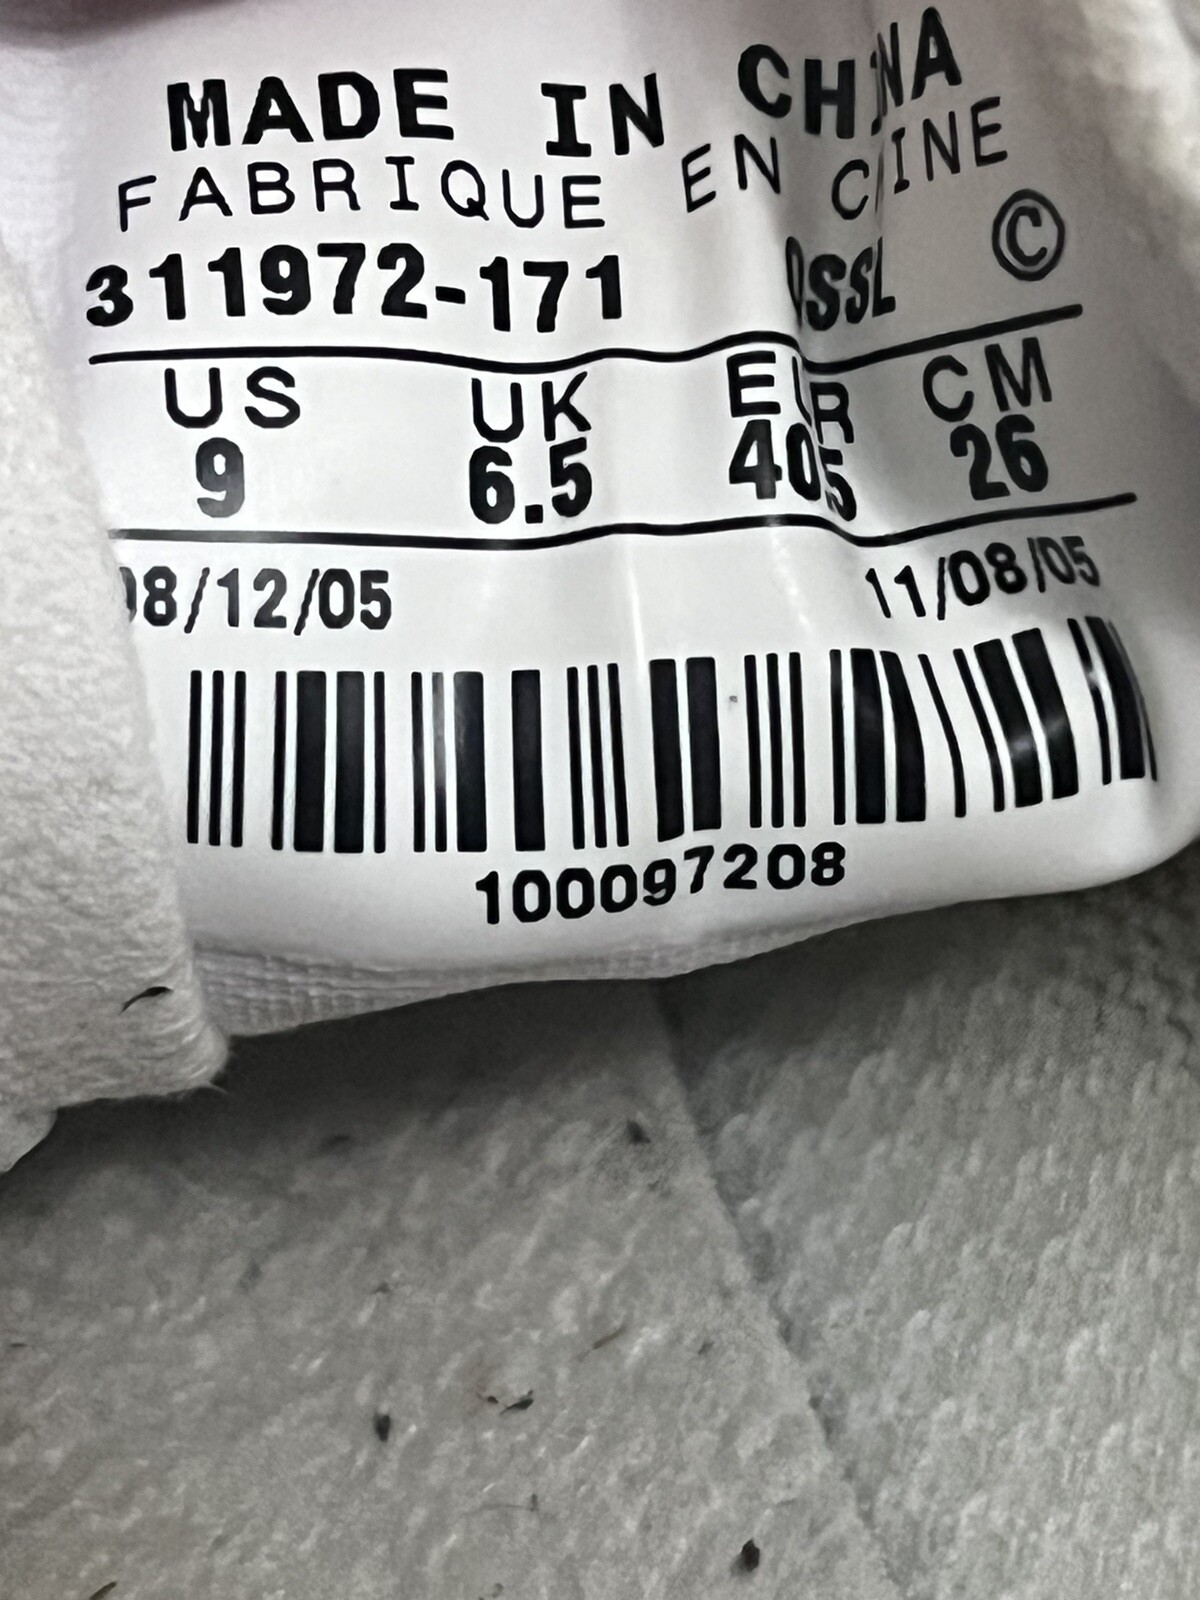 MADE IN CHINA
FABRIQUE EN CHINE
311972-171 ©
US UK EUR CM
9 6.5 40.5 26
08/12/05 11/08/05
100097208